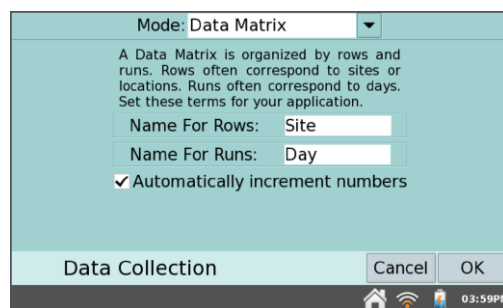 Mode: Data Matrix
A Data Matrix is organized by rows and
runs. Rows often correspond to sites or
locations. Runs often correspond to days.
Set these terms for your application.
Name For Rows: Site
Name For Runs: Day
Automatically increment numbers
Data Collection Cancel OK
03:59PM